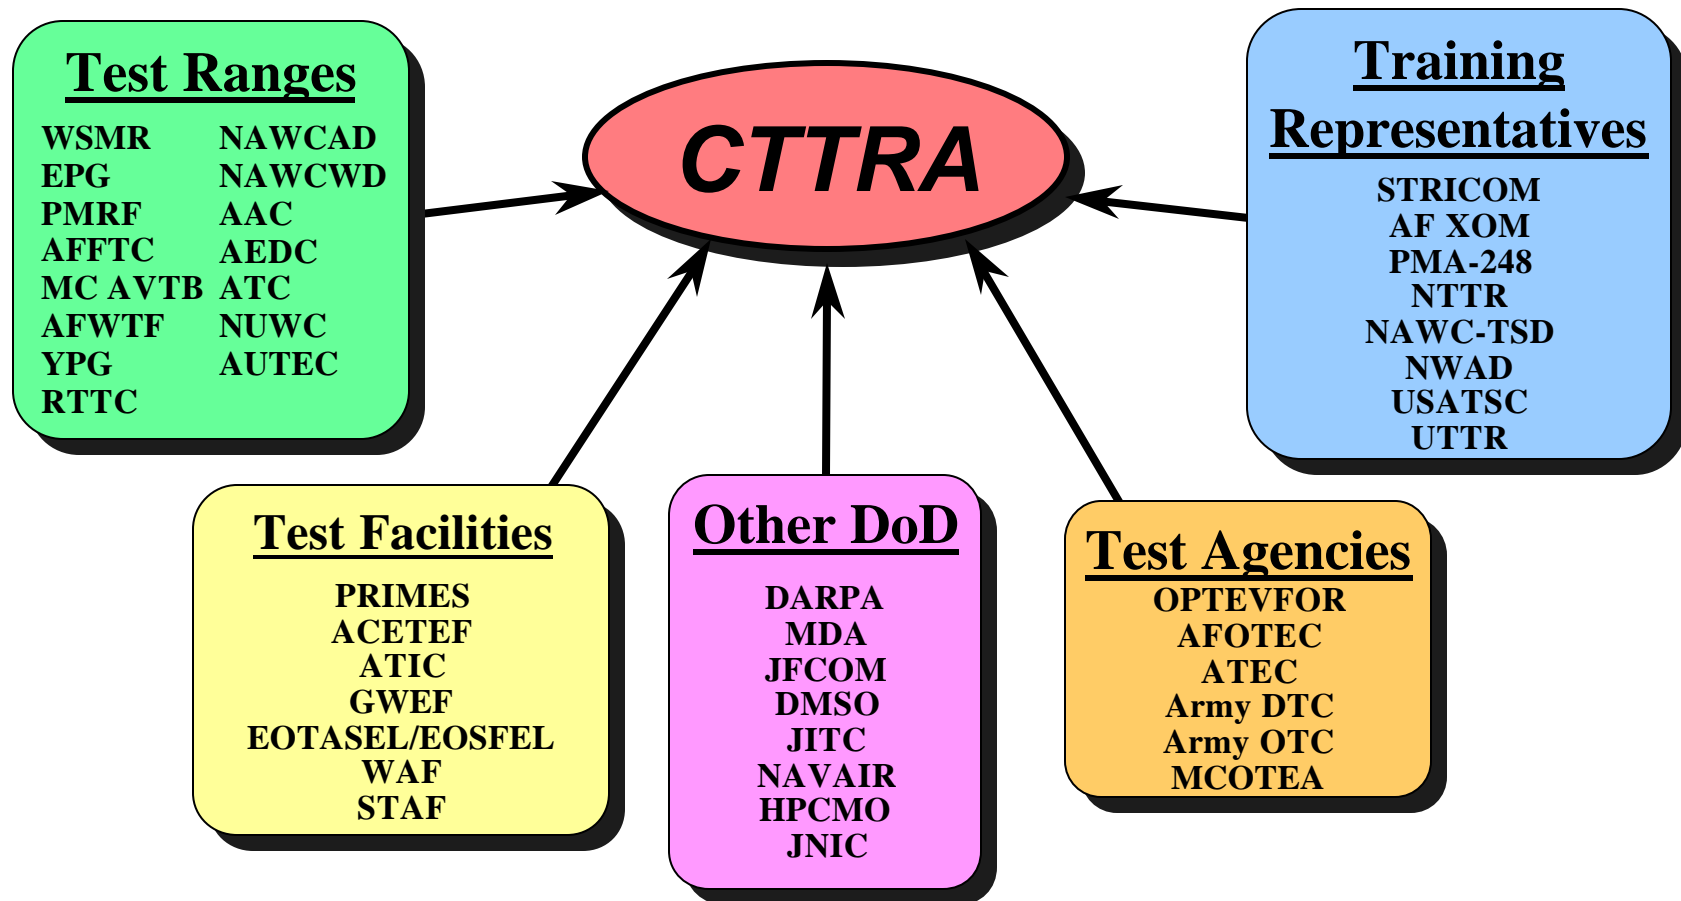 Test Ranges
WSMR NAWCAD
EPG NAWCWD
PMRF AAC
AFFTC AEDC
MC AVTB ATC
AFWTF NUWC
YPG AUTEC
RTTC
CTTRA
Training
Representatives
STRICOM
AF XOM
PMA-248
NTTR
NAWC-TSD
NWAD
USATSC
UTTR
Test Facilities
PRIMES
ACETEF
ATIC
GWEF
EOTASEL/EOSFEL
WAF
STAF
Other DoD
DARPA
MDA
JFCOM
DMSO
JITC
NAVAIR
HPCMO
JNIC
Test Agencies
OPTEVFOR
AFOTEC
ATEC
Army DTC
Army OTC
MCOTEA